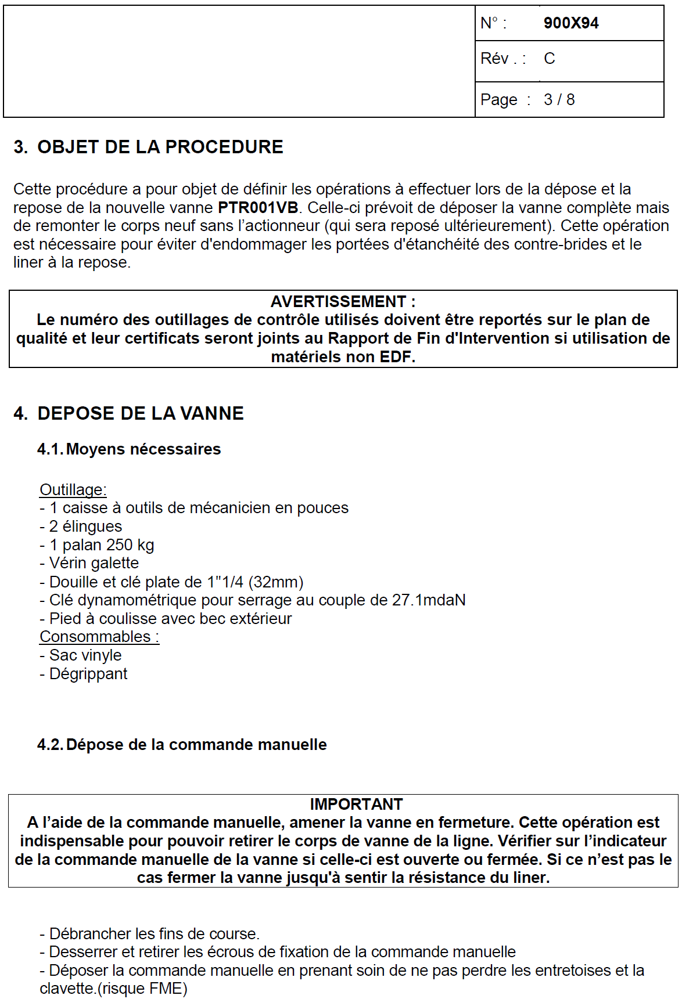 N° : 900X94
Rév . : C
Page : 3 / 8
3. OBJET DE LA PROCEDURE
Cette procédure a pour objet de définir les opérations à effectuer lors de la dépose et la
repose de la nouvelle vanne PTR001VB. Celle-ci prévoit de déposer la vanne complète mais
de remonter le corps neuf sans l’actionneur (qui sera reposé ultérieurement). Cette opération
est nécessaire pour éviter d'endommager les portées d'étanchéité des contre-brides et le
liner à la repose.
AVERTISSEMENT :
Le numéro des outillages de contrôle utilisés doivent être reportés sur le plan de
qualité et leur certificats seront joints au Rapport de Fin d'Intervention si utilisation de
matériels non EDF.
4. DEPOSE DE LA VANNE
4.1. Moyens nécessaires
Outillage:
- 1 caisse à outils de mécanicien en pouces
- 2 élingues
- 1 palan 250 kg
- Vérin galette
- Douille et clé plate de 1"1/4 (32mm)
- Clé dynamométrique pour serrage au couple de 27.1mdaN
- Pied à coulisse avec bec extérieur
Consommables :
- Sac vinyle
- Dégrippant
4.2. Dépose de la commande manuelle
IMPORTANT
A l’aide de la commande manuelle, amener la vanne en fermeture. Cette opération est
indispensable pour pouvoir retirer le corps de vanne de la ligne. Vérifier sur l’indicateur
de la commande manuelle de la vanne si celle-ci est ouverte ou fermée. Si ce n’est pas le
cas fermer la vanne jusqu'à sentir la résistance du liner.
- Débrancher les fins de course.
- Desserrer et retirer les écrous de fixation de la commande manuelle
- Déposer la commande manuelle en prenant soin de ne pas perdre les entretoises et la
clavette.(risque FME)